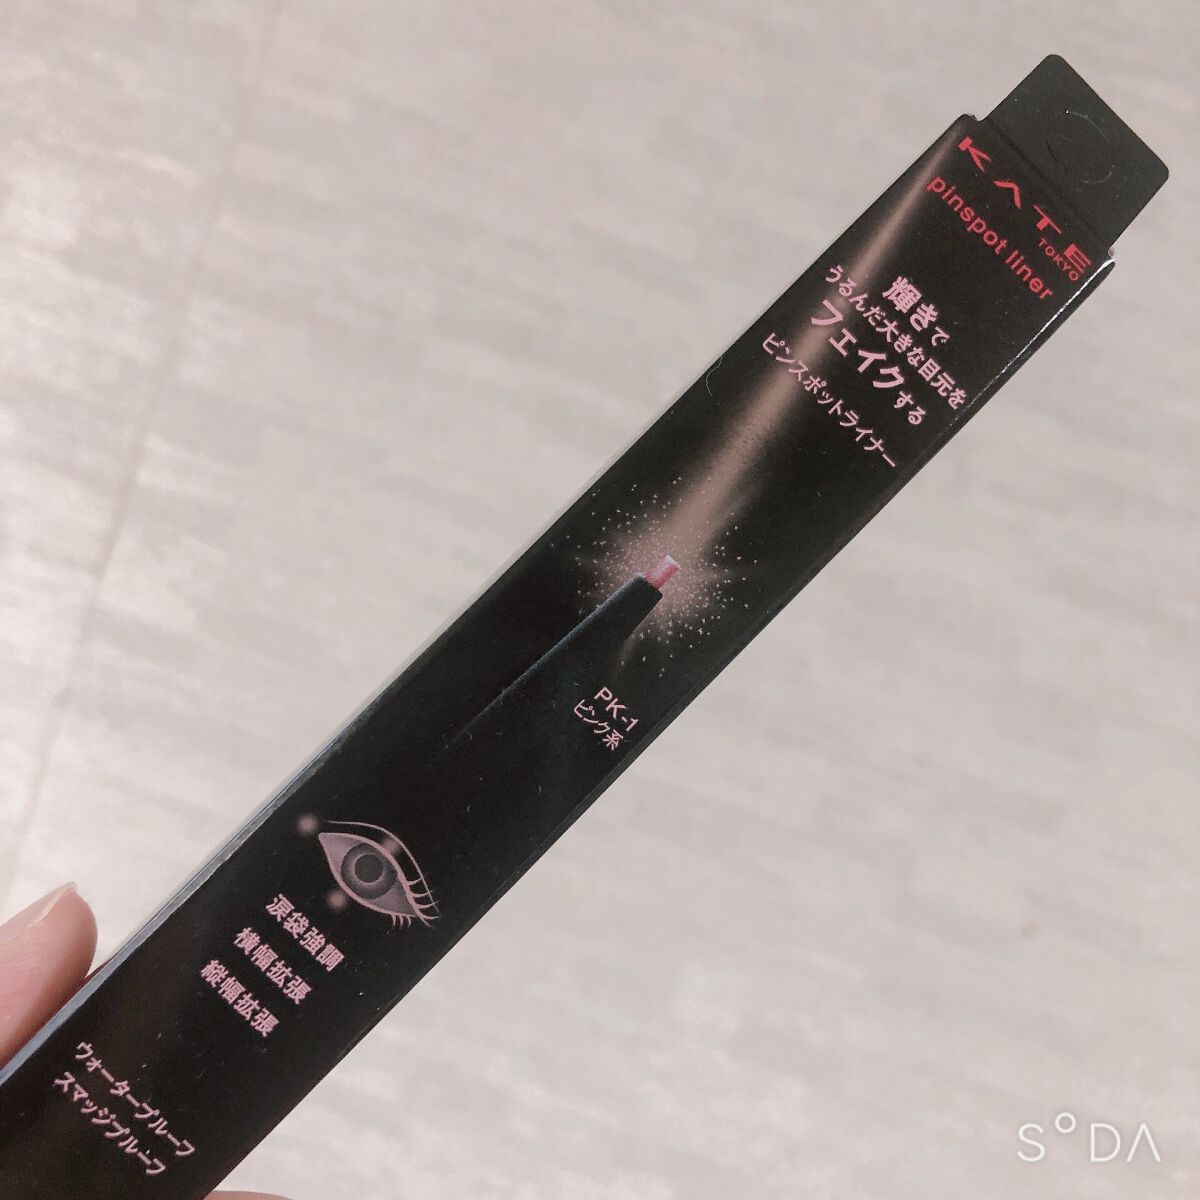 KATE
TOKYO
pinspot liner
輝きで
うるんだ大きな目元を
フェイクする
ピンスポットライナー
PK-1
ピンク系
涙袋強調
横幅拡張
縦幅拡張
ウォータープルーフ
スマッジプルーフ
S°DA